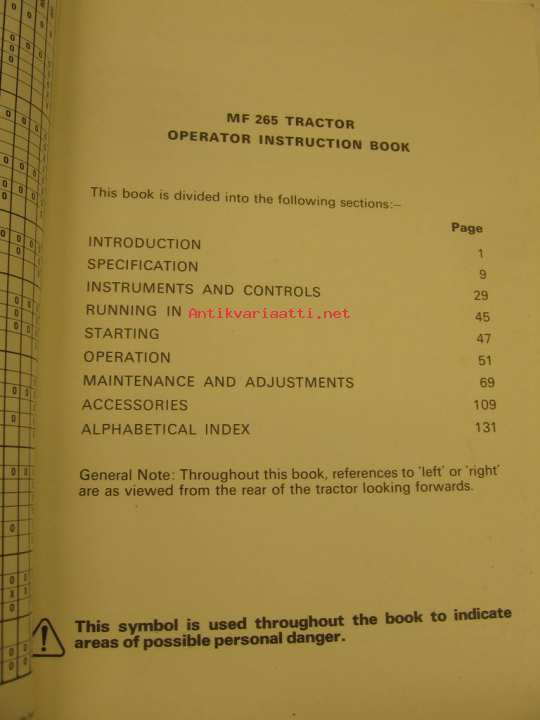 MF 265 TRACTOR
OPERATOR INSTRUCTION BOOK
This book is divided into the following sections:—
Page
INTRODUCTION 1
SPECIFICATION 9
INSTRUMENTS AND CONTROLS 29
RUNNING IN 45
Antikvariaatti.net
STARTING 47
OPERATION 51
MAINTENANCE AND ADJUSTMENTS 69
ACCESSORIES 109
ALPHABETICAL INDEX 131
General Note: Throughout this book, references to 'left' or 'right'
are as viewed from the rear of the tractor looking forwards.
This symbol is used throughout the book to indicate
areas of possible personal danger.